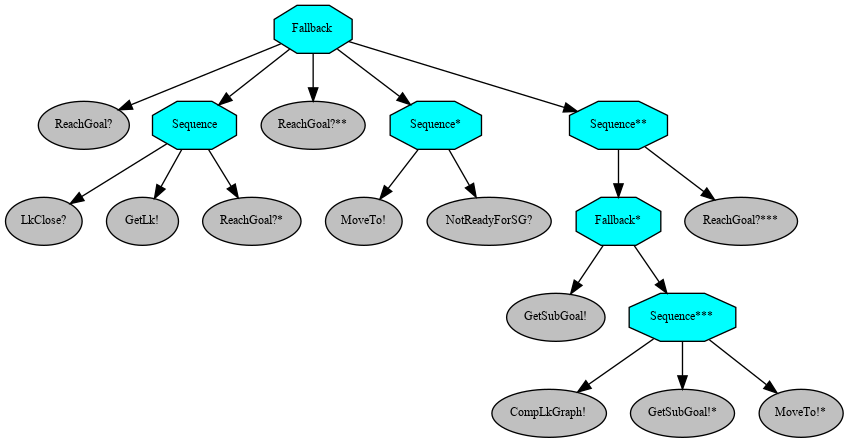 Fallback
ReachGoal?
Sequence
ReachGoal?**
Sequence*
Sequence**
LkClose?
GetLk!
ReachGoal?*
MoveTo!
NotReadyForSG?
Fallback*
ReachGoal?***
GetSubGoal!
Sequence***
CompLkGraph!
GetSubGoal!*
MoveTo!*